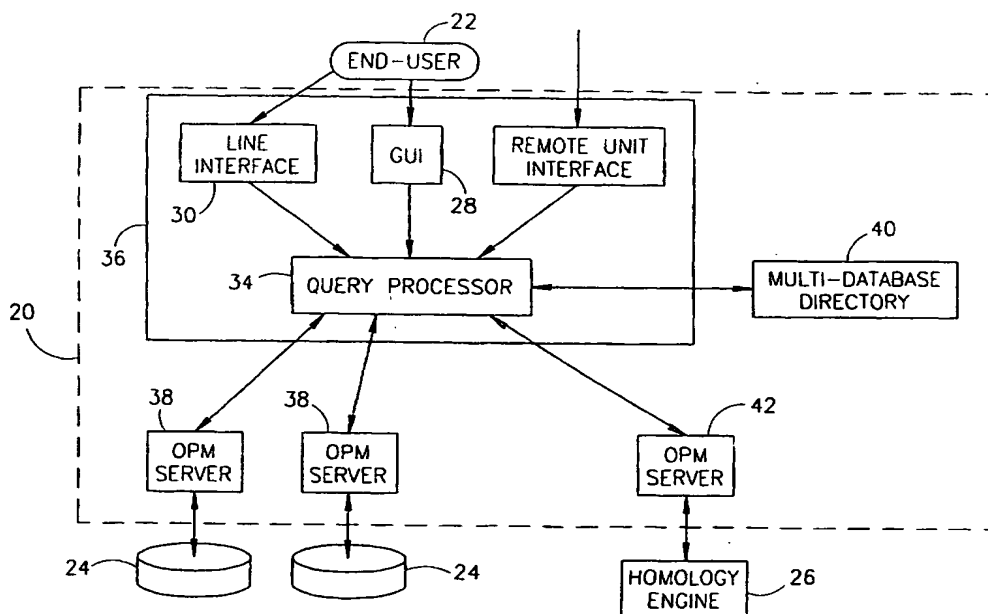 22
END-USER
LINE
INTERFACE
30
GUI
28
REMOTE UNIT
INTERFACE
36
34
QUERY PROCESSOR
40
MULTI-DATABASE
DIRECTORY
20
38
OPM
SERVER
38
OPM
SERVER
42
OPM
SERVER
24
24
HOMOLOGY
ENGINE
26